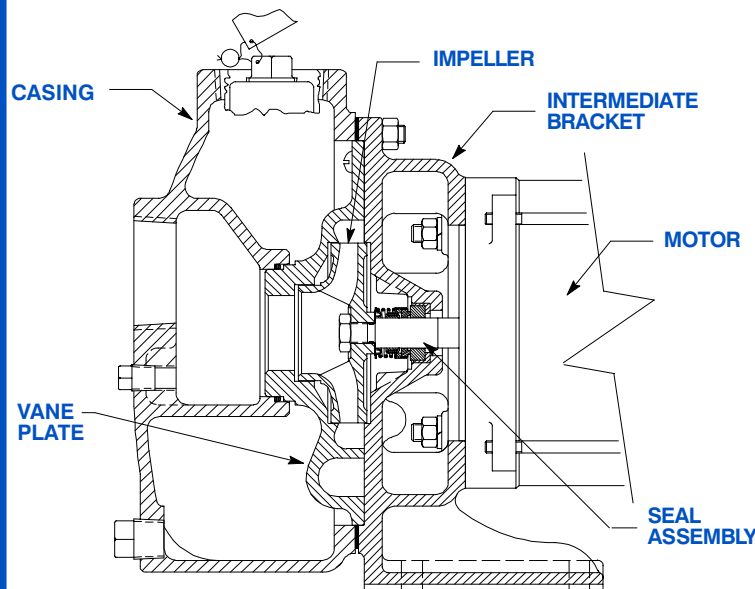 IMPELLER
CASING
INTERMEDIATE
BRACKET
MOTOR
VANE
PLATE
SEAL
ASSEMBLY